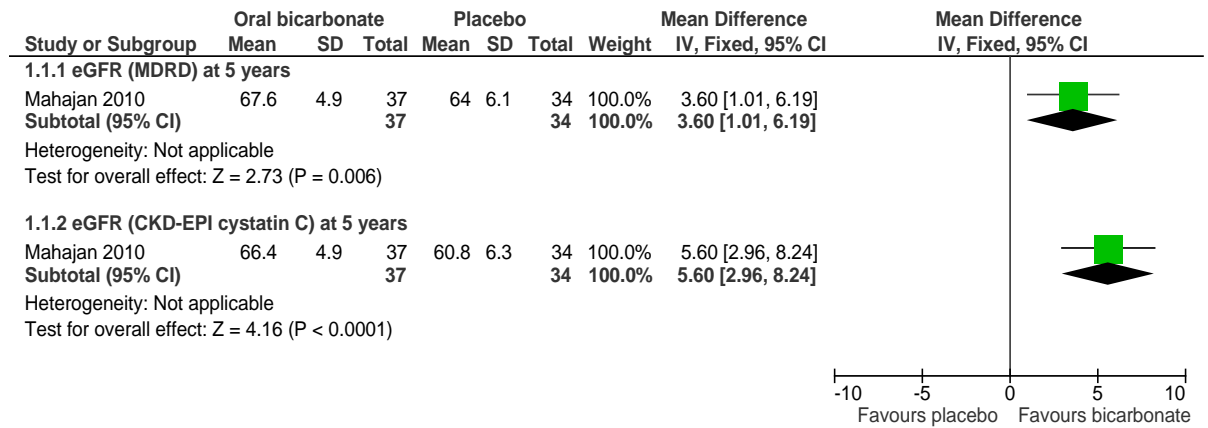 Oral bicarbonate Placebo Mean Difference Mean Difference
Study or Subgroup Mean SD Total Mean SD Total Weight IV, Fixed, 95% CI IV, Fixed, 95% CI
1.1.1 eGFR (MDRD) at 5 years
Mahajan 2010 67.6 4.9 37 64 6.1 34 100.0% 3.60 [1.01, 6.19]
Subtotal (95% CI) 37 34 100.0% 3.60 [1.01, 6.19]
Heterogeneity: Not applicable
Test for overall effect: Z = 2.73 (P = 0.006)
1.1.2 eGFR (CKD-EPI cystatin C) at 5 years
Mahajan 2010 66.4 4.9 37 60.8 6.3 34 100.0% 5.60 [2.96, 8.24]
Subtotal (95% CI) 37 34 100.0% 5.60 [2.96, 8.24]
Heterogeneity: Not applicable
Test for overall effect: Z = 4.16 (P < 0.0001)
-10 -5 0 5 10
Favours placebo Favours bicarbonate